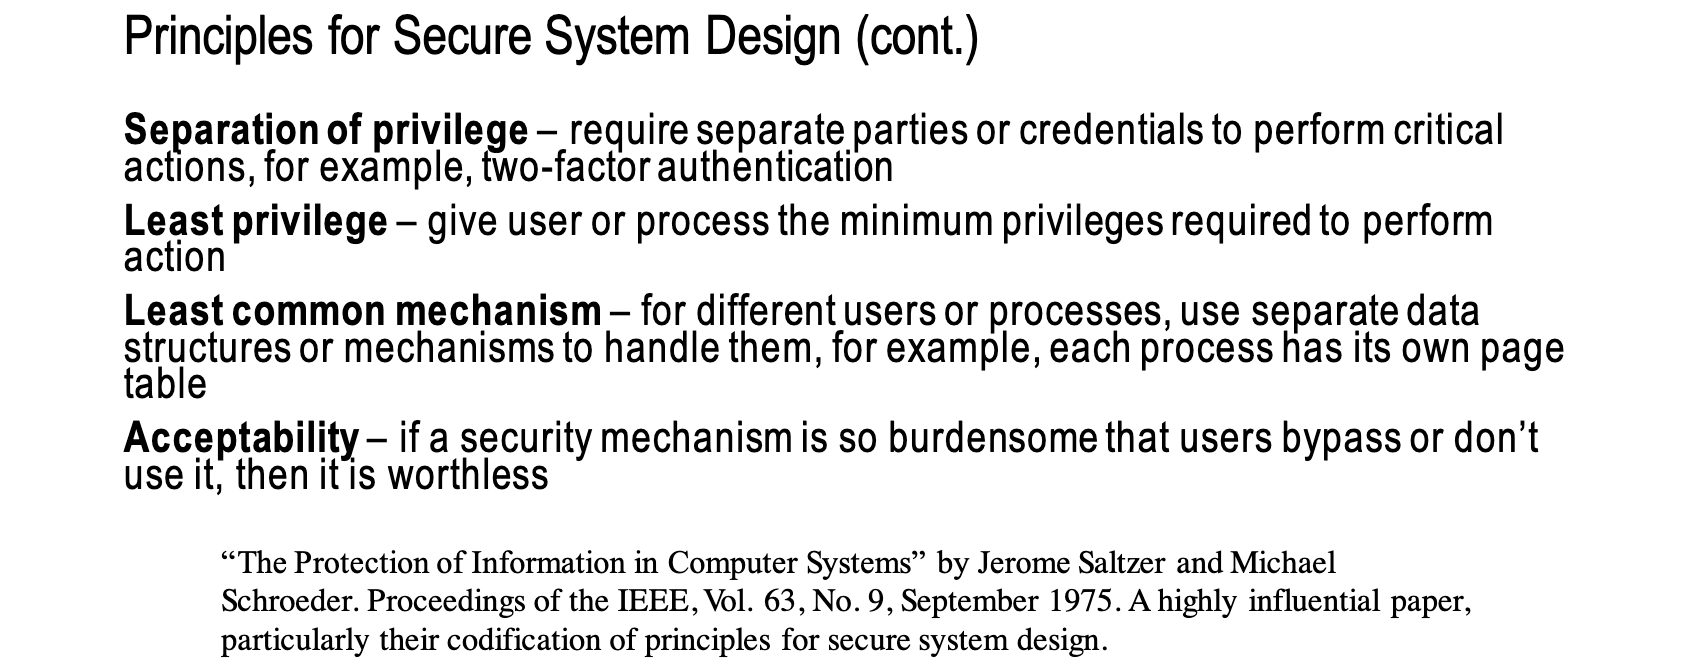 Principles for Secure System Design (cont.)
Separation of privilege – require separate parties or credentials to perform critical
actions, for example, two-factor authentication
Least privilege – give user or process the minimum privileges required to perform
action
Least common mechanism – for different users or processes, use separate data
structures or mechanisms to handle them, for example, each process has its own page
table
Acceptability – if a security mechanism is so burdensome that users bypass or don’t
use it, then it is worthless
“The Protection of Information in Computer Systems” by Jerome Saltzer and Michael
Schroeder. Proceedings of the IEEE, Vol. 63, No. 9, September 1975. A highly influential paper,
particularly their codification of principles for secure system design.